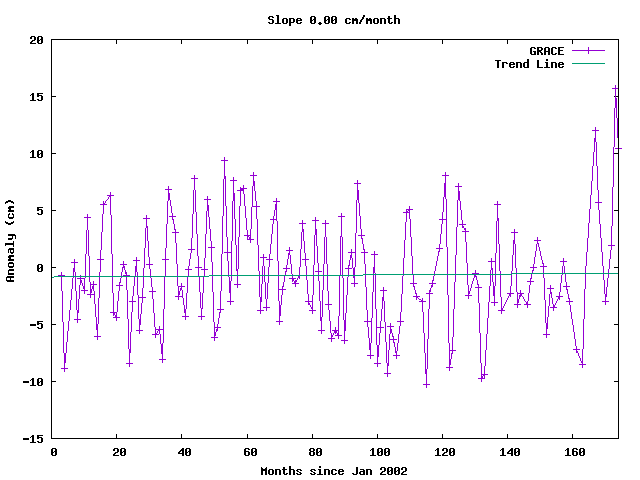 Slope 0.00 cm/month
GRACE
Trend Line
20
15
10
5
0
-5
-10
-15
Anomaly (cm)
0 20 40 60 80 100 120 140 160
Months since Jan 2002